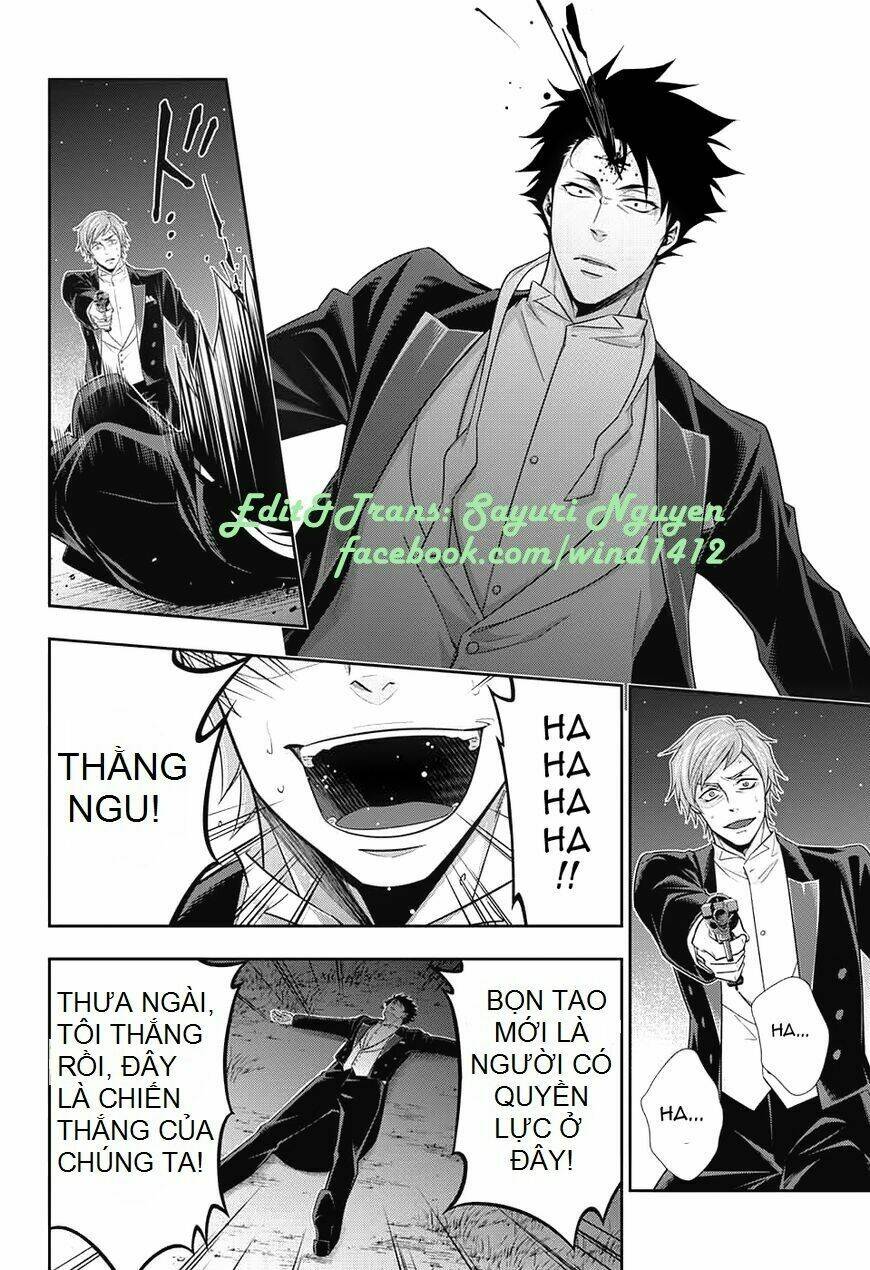 ドッ
Edit&Trans: Sayuri Nguyen
facebook.com/wind1412
HA...
HA...
HA
HA
HA
HA
!!
THẰNG
NGU!
BỌN TAO
MỚI LÀ
NGƯỜI CÓ
QUYỀN
LỰC Ở
ĐÂY!
THƯA NGÀI,
TÔI THẮNG
RỒI, ĐÂY
LÀ CHIẾN
THẮNG CỦA
CHÚNG TA!